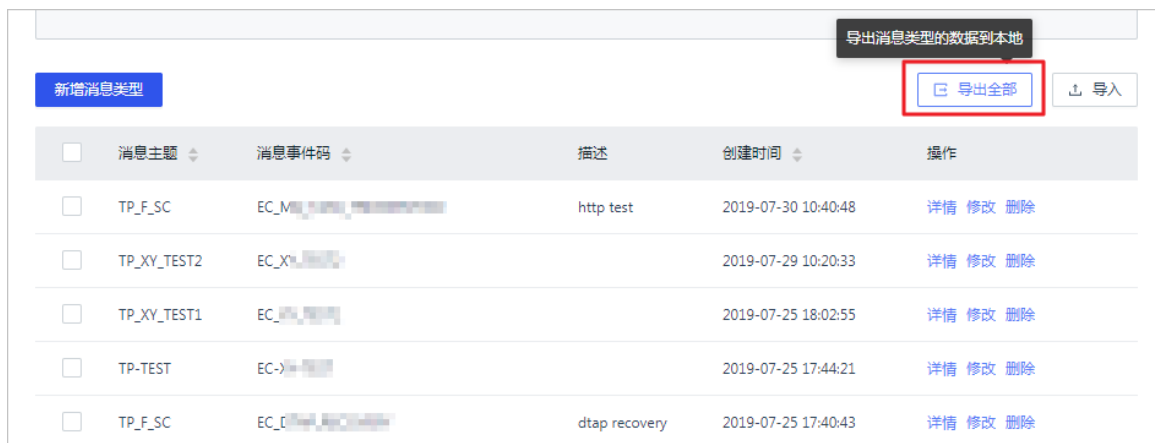 导出消息类型的数据到本地
新增消息类型 导出全部 导入
消息主题 消息事件码 描述 创建时间 操作
TP_F_SC http test 2019-07-30 10:40:48 详情 修改 删除
TP_XY_TEST2 2019-07-29 10:20:33 详情 修改 删除
TP_XY_TEST1 2019-07-25 18:02:55 详情 修改 删除
TP-TEST 2019-07-25 17:44:21 详情 修改 删除
TP_F_SC dtap recovery 2019-07-25 17:40:43 详情 修改 删除